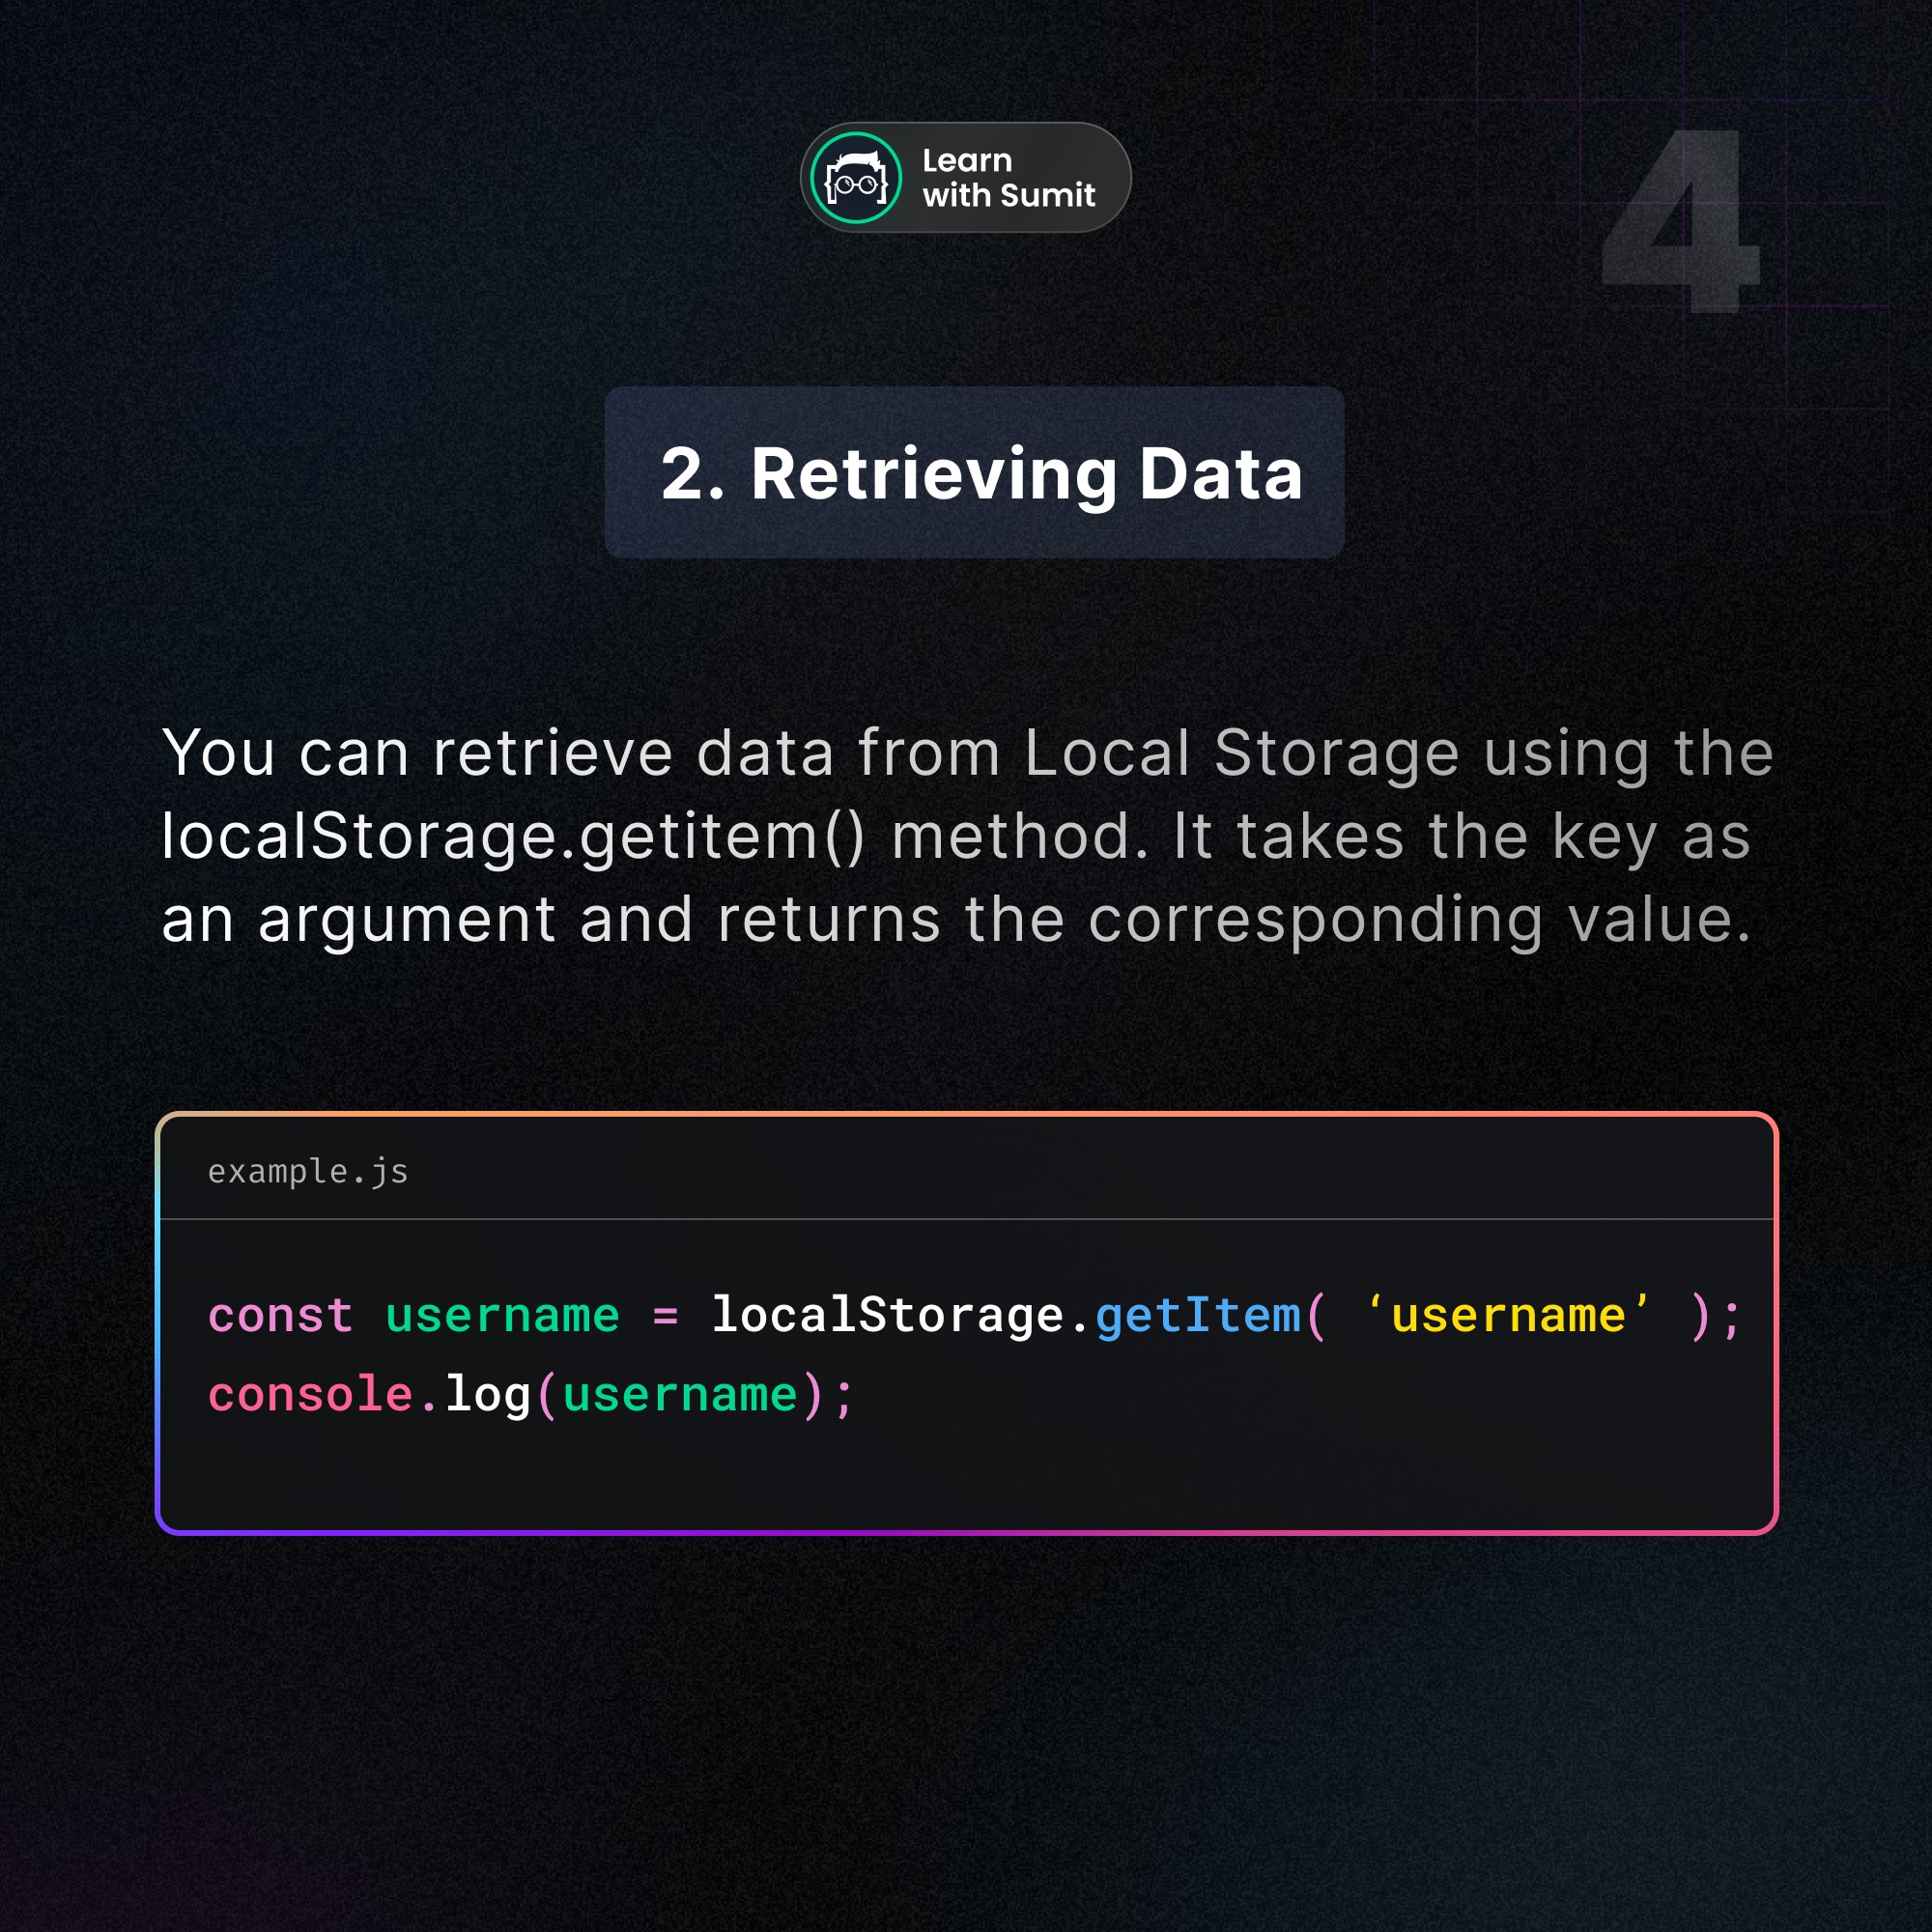 Learn
with Sumit
4
2. Retrieving Data
You can retrieve data from Local Storage using the
localStorage.getitem() method. It takes the key as
an argument and returns the corresponding value.
example.js
const username = localStorage.getItem( ‘username’ );
console.log(username);